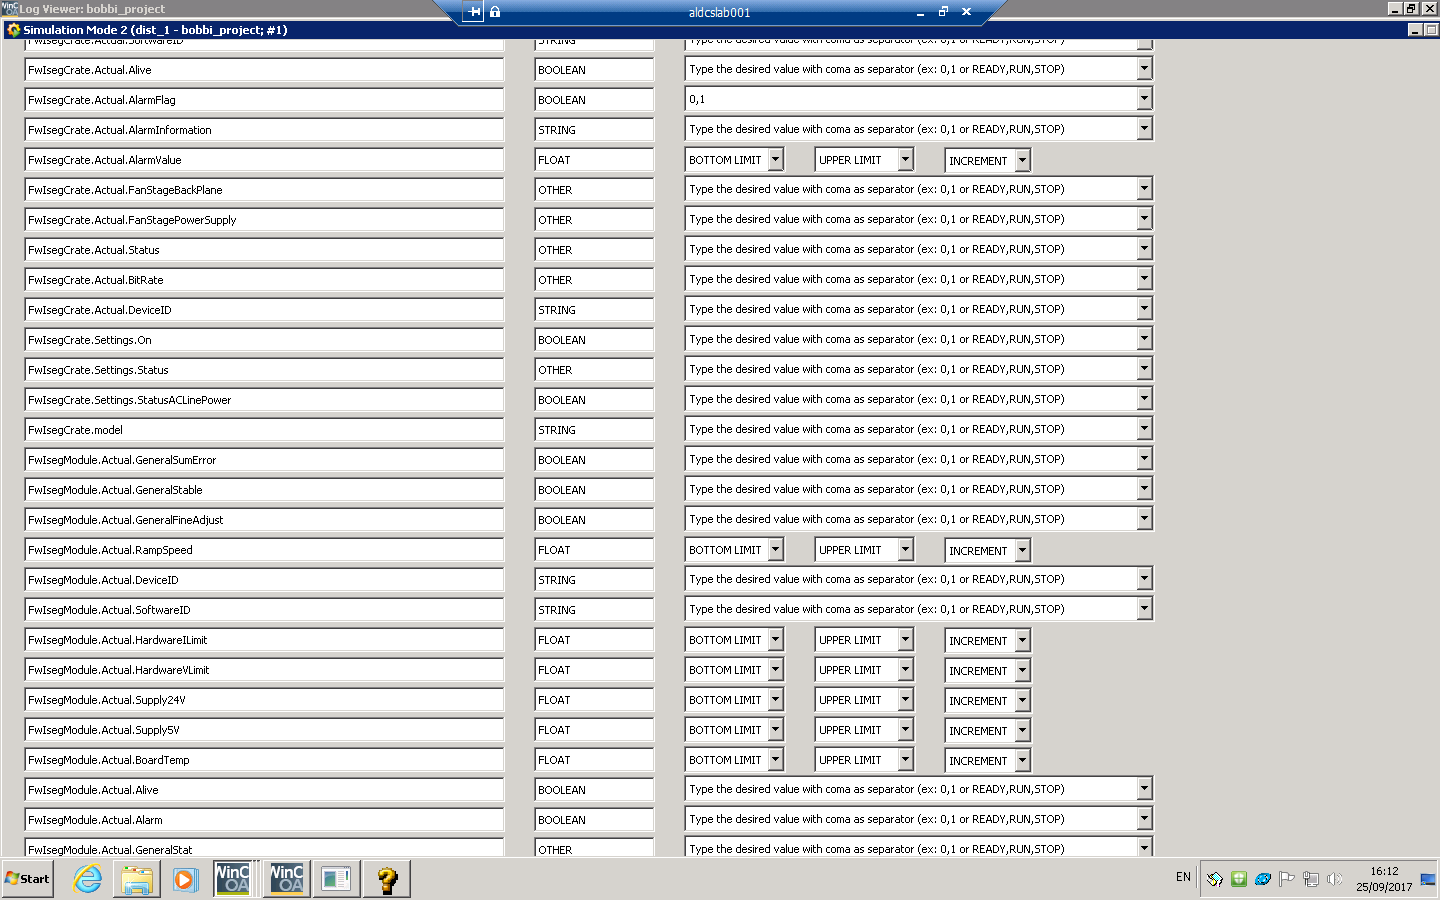 Log Viewer: bobbi_project
aldcslab001
Simulation Mode 2 (dist_1 - bobbi_project; #1)
FwIsegCrate.Actual.SoftwareID STRING Type the desired value with coma as separator (ex: 0,1 or READY,RUN,STOP)
FwIsegCrate.Actual.Alive BOOLEAN Type the desired value with coma as separator (ex: 0,1 or READY,RUN,STOP)
FwIsegCrate.Actual.AlarmFlag BOOLEAN 0,1
FwIsegCrate.Actual.AlarmInformation STRING Type the desired value with coma as separator (ex: 0,1 or READY,RUN,STOP)
FwIsegCrate.Actual.AlarmValue FLOAT BOTTOM LIMIT UPPER LIMIT INCREMENT
FwIsegCrate.Actual.FanStageBackPlane OTHER Type the desired value with coma as separator (ex: 0,1 or READY,RUN,STOP)
FwIsegCrate.Actual.FanStagePowerSupply OTHER Type the desired value with coma as separator (ex: 0,1 or READY,RUN,STOP)
FwIsegCrate.Actual.Status OTHER Type the desired value with coma as separator (ex: 0,1 or READY,RUN,STOP)
FwIsegCrate.Actual.BitRate OTHER Type the desired value with coma as separator (ex: 0,1 or READY,RUN,STOP)
FwIsegCrate.Actual.DeviceID STRING Type the desired value with coma as separator (ex: 0,1 or READY,RUN,STOP)
FwIsegCrate.Settings.On BOOLEAN Type the desired value with coma as separator (ex: 0,1 or READY,RUN,STOP)
FwIsegCrate.Settings.Status OTHER Type the desired value with coma as separator (ex: 0,1 or READY,RUN,STOP)
FwIsegCrate.Settings.StatusACLinePower BOOLEAN Type the desired value with coma as separator (ex: 0,1 or READY,RUN,STOP)
FwIsegCrate.model STRING Type the desired value with coma as separator (ex: 0,1 or READY,RUN,STOP)
FwIsegModule.Actual.GeneralSumError BOOLEAN Type the desired value with coma as separator (ex: 0,1 or READY,RUN,STOP)
FwIsegModule.Actual.GeneralStable BOOLEAN Type the desired value with coma as separator (ex: 0,1 or READY,RUN,STOP)
FwIsegModule.Actual.GeneralFineAdjust BOOLEAN Type the desired value with coma as separator (ex: 0,1 or READY,RUN,STOP)
FwIsegModule.Actual.RampSpeed FLOAT BOTTOM LIMIT UPPER LIMIT INCREMENT
FwIsegModule.Actual.DeviceID STRING Type the desired value with coma as separator (ex: 0,1 or READY,RUN,STOP)
FwIsegModule.Actual.SoftwareID STRING Type the desired value with coma as separator (ex: 0,1 or READY,RUN,STOP)
FwIsegModule.Actual.HardwareILimit FLOAT BOTTOM LIMIT UPPER LIMIT INCREMENT
FwIsegModule.Actual.HardwareVLimit FLOAT BOTTOM LIMIT UPPER LIMIT INCREMENT
FwIsegModule.Actual.Supply24V FLOAT BOTTOM LIMIT UPPER LIMIT INCREMENT
FwIsegModule.Actual.Supply5V FLOAT BOTTOM LIMIT UPPER LIMIT INCREMENT
FwIsegModule.Actual.BoardTemp FLOAT BOTTOM LIMIT UPPER LIMIT INCREMENT
FwIsegModule.Actual.Alive BOOLEAN Type the desired value with coma as separator (ex: 0,1 or READY,RUN,STOP)
FwIsegModule.Actual.Alarm BOOLEAN Type the desired value with coma as separator (ex: 0,1 or READY,RUN,STOP)
FwIsegModule.Actual.GeneralStat OTHER Type the desired value with coma as separator (ex: 0,1 or READY,RUN,STOP)
Start WinC OA WinC OA EN 16:12
25/09/2017